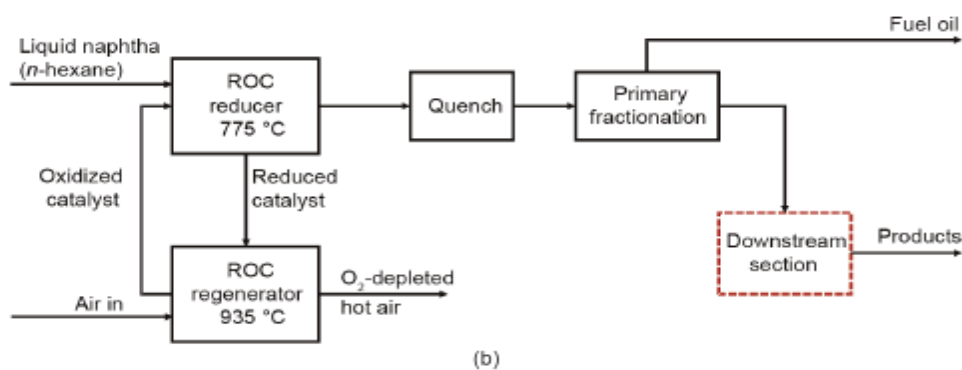 Fuel oil
Liquid naphtha
(n-hexane)
ROC
reducer
775 °C
Quench
Primary
fractionation
Oxidized
catalyst
Reduced
catalyst
Downstream
section
Products
ROC
regenerator
935 °C
O₂-depleted
hot air
Air in
(b)